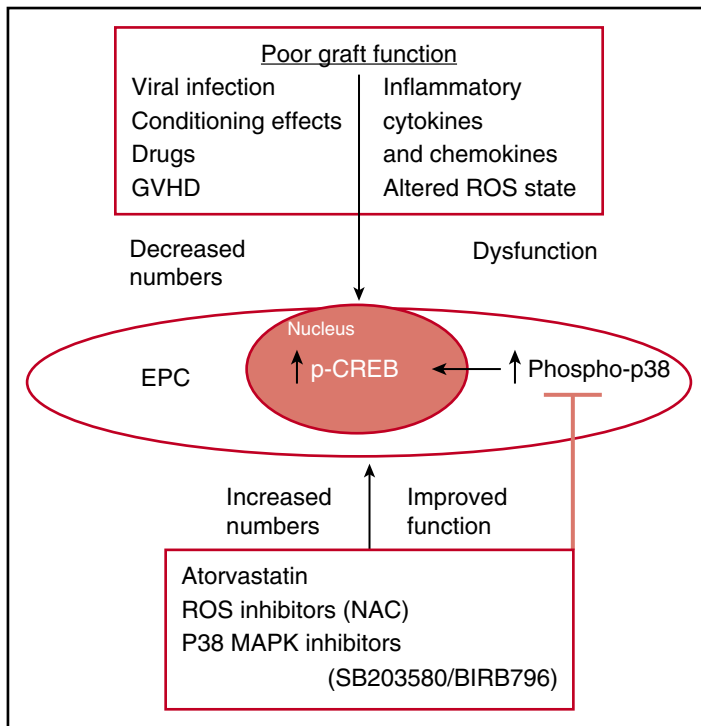 Poor graft function
Viral infection
Conditioning effects
Drugs
GVHD
Inflammatory
cytokines
and chemokines
Altered ROS state
Decreased
numbers
Dysfunction
Nucleus
EPC
↑ p-CREB
↑ Phospho-p38
Increased
numbers
Improved
function
Atorvastatin
ROS inhibitors (NAC)
P38 MAPK inhibitors
(SB203580/BIRB796)